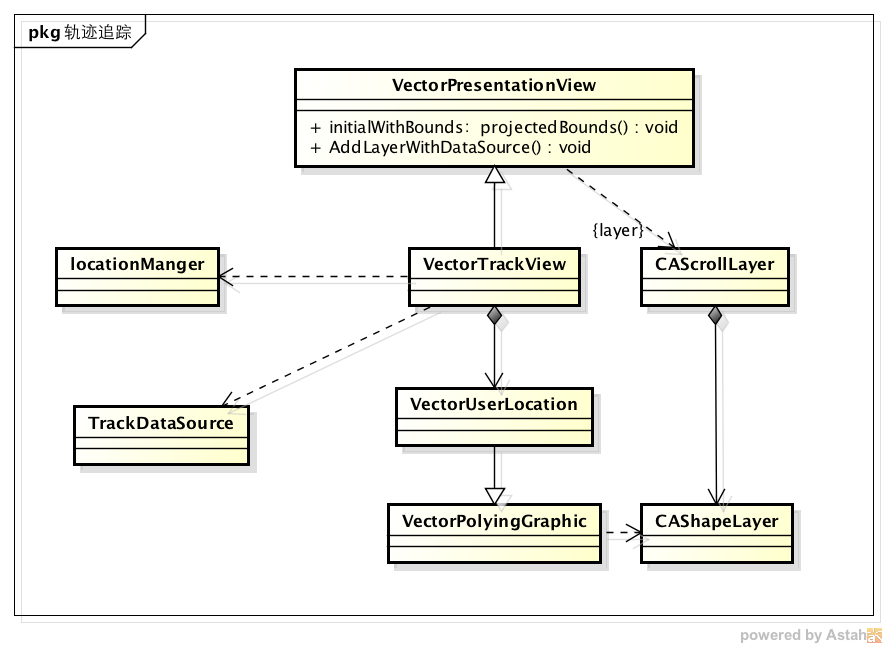 pkg 轨迹追踪
VectorPresentationView
+ initialWithBounds: projectedBounds() : void
+ AddLayerWithDataSource() : void
{layer}
locationManger
VectorTrackView
CAScrollLayer
TrackDataSource
VectorUserLocation
VectorPolyingGraphic
CAShapeLayer
powered by Astah